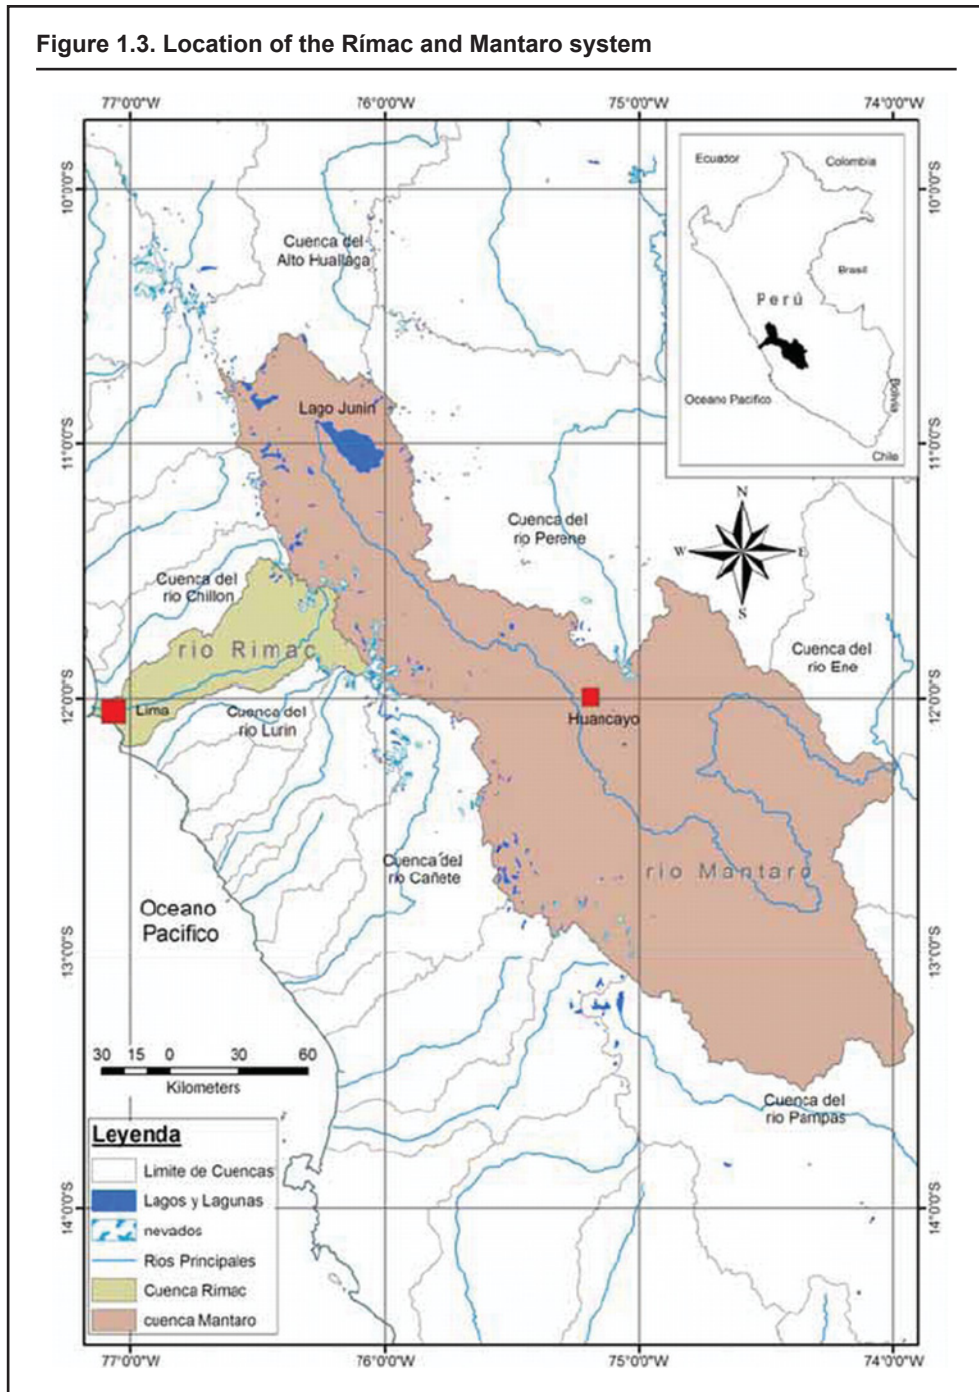 Figure 1.3. Location of the Rímac and Mantaro system
77°0'0"W 76°0'0"W 75°0'0"W 74°0'0"W
10°0'0"S
10°0'0"S
Ecuador
Colombia
Brasil
Perú
Oceano Pacifico
Bolivia
Chile
Cuenca del
Alto Huallaga
Lago Junin
11°0'0"S
11°0'0"S
N
W
E
S
Cuenca del
rio Perene
Cuenca del
rio Chillon
rio Rimac
Cuenca del
rio Ene
12°0'0"S
12°0'0"S
Lima
Cuenca del
rio Lurin
Huancayo
Cuenca del
rio Cañete
rio Mantaro
Oceano
Pacifico
13°0'0"S
13°0'0"S
30 15 0 30 60
Kilometers
Cuenca del
rio Pampas
Leyenda
Limite de Cuencas
Lagos y Lagunas
nevados
Rios Principales
Cuenca Rimac
cuenca Mantaro
14°0'0"S
14°0'0"S
77°0'0"W 76°0'0"W 75°0'0"W 74°0'0"W